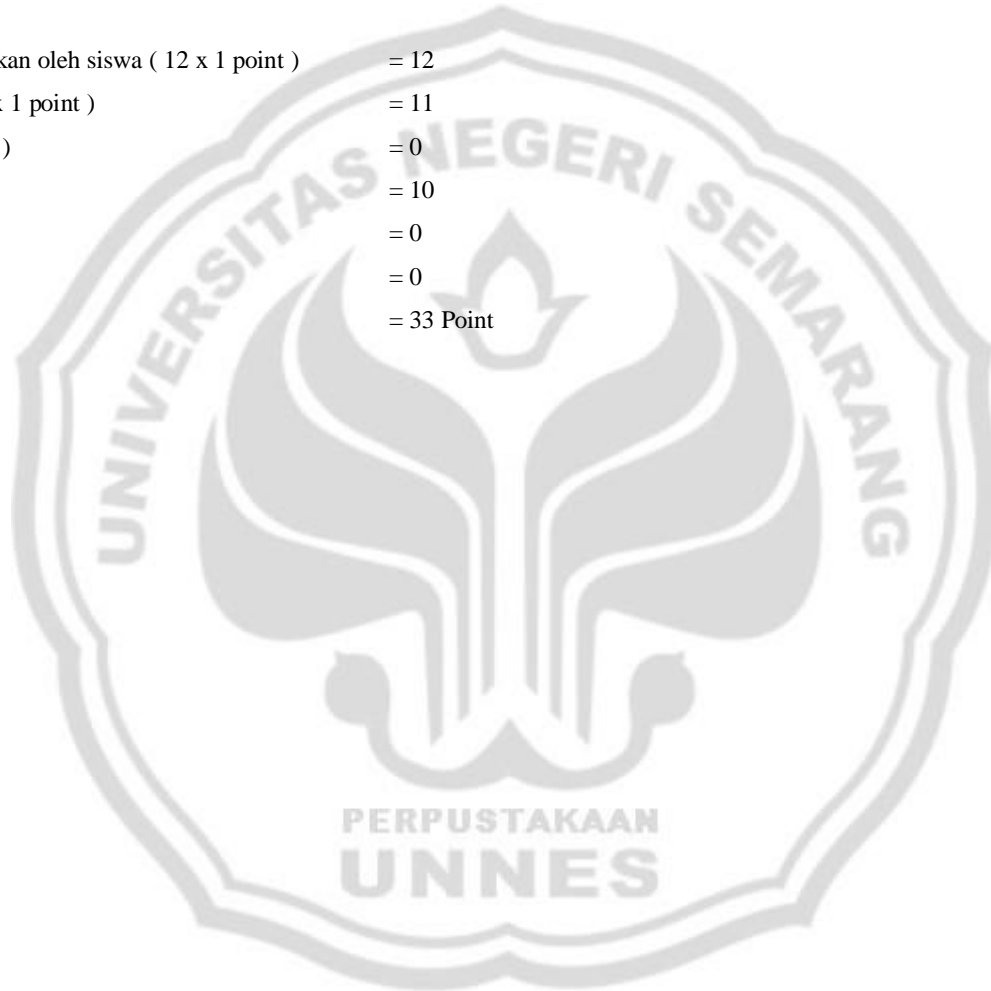 kan oleh siswa ( 12 x 1 point ) = 12
x 1 point ) = 11
) = 0
= 10
= 0
= 0
= 33 Point
UNIVERSITAS NEGERI SEMARANG
PERPUSTAKAAN
UNNES